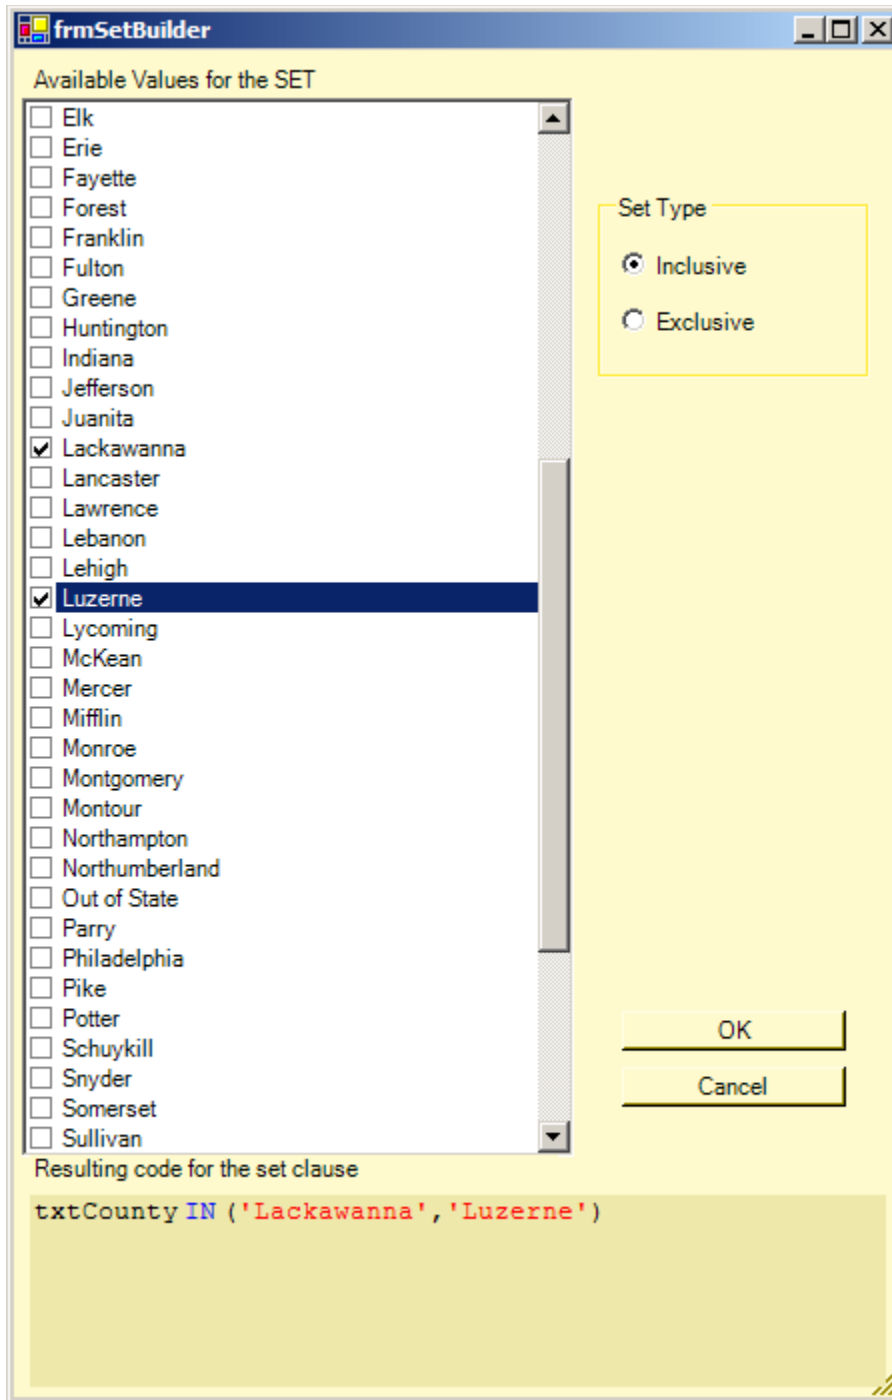 frmSetBuilder
Available Values for the SET
Elk
Erie
Fayette
Forest
Franklin
Fulton
Greene
Huntington
Indiana
Jefferson
Juanita
Lackawanna
Lancaster
Lawrence
Lebanon
Lehigh
Luzerne
Lycoming
McKean
Mercer
Mifflin
Monroe
Montgomery
Montour
Northampton
Northumberland
Out of State
Parry
Philadelphia
Pike
Potter
Schuykill
Snyder
Somerset
Sullivan
Set Type
Inclusive
Exclusive
OK
Cancel
Resulting code for the set clause
txtCounty IN ('Lackawanna','Luzerne')